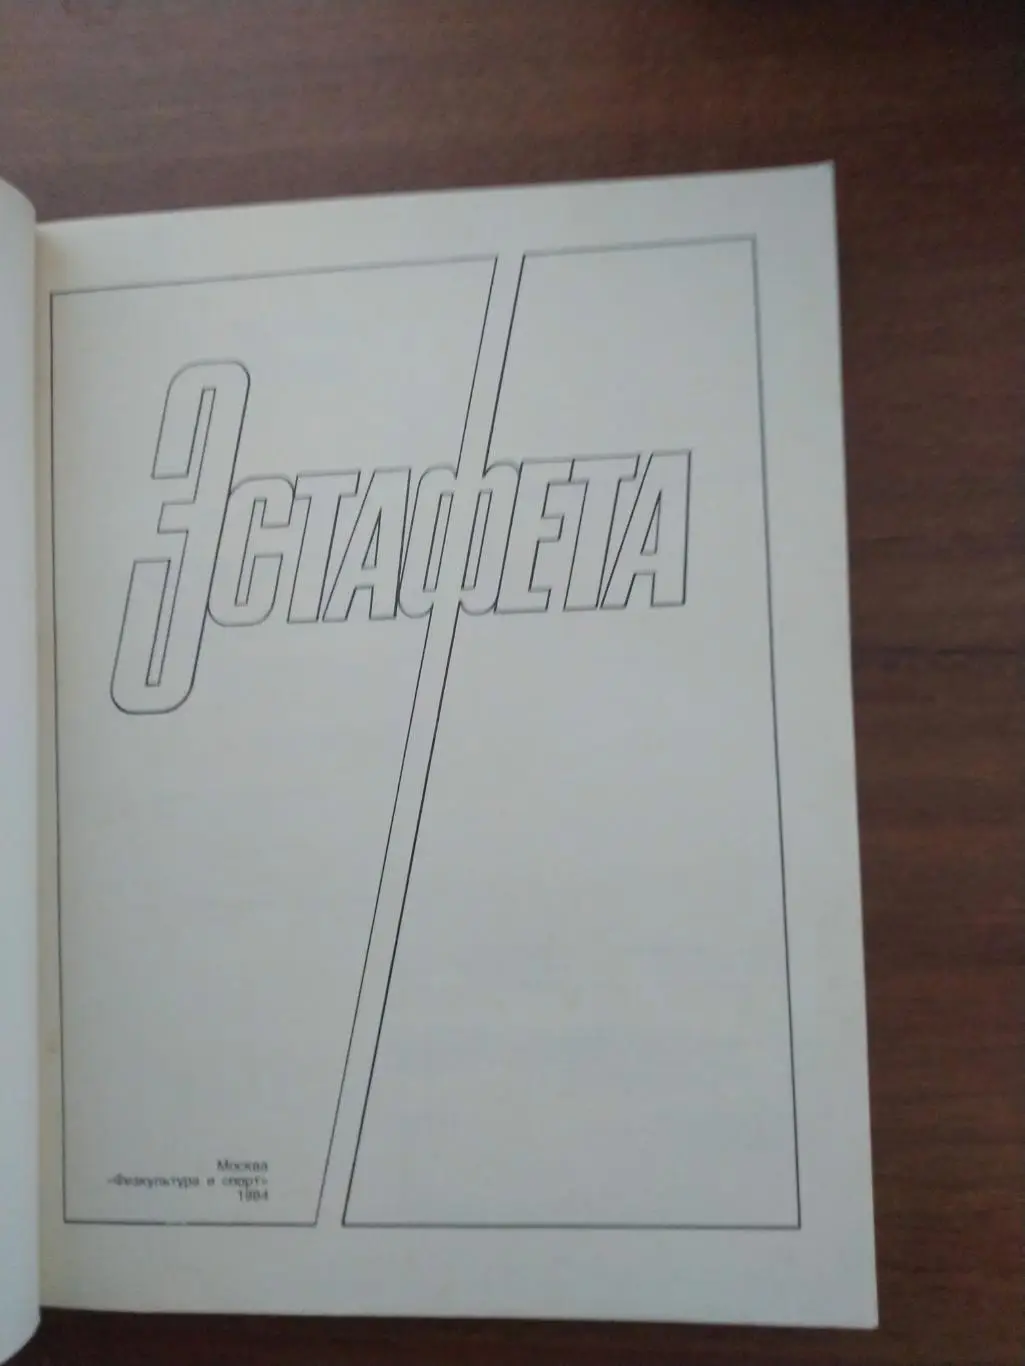 Эстафета
Москва
«Физкультура и спорт»
1984